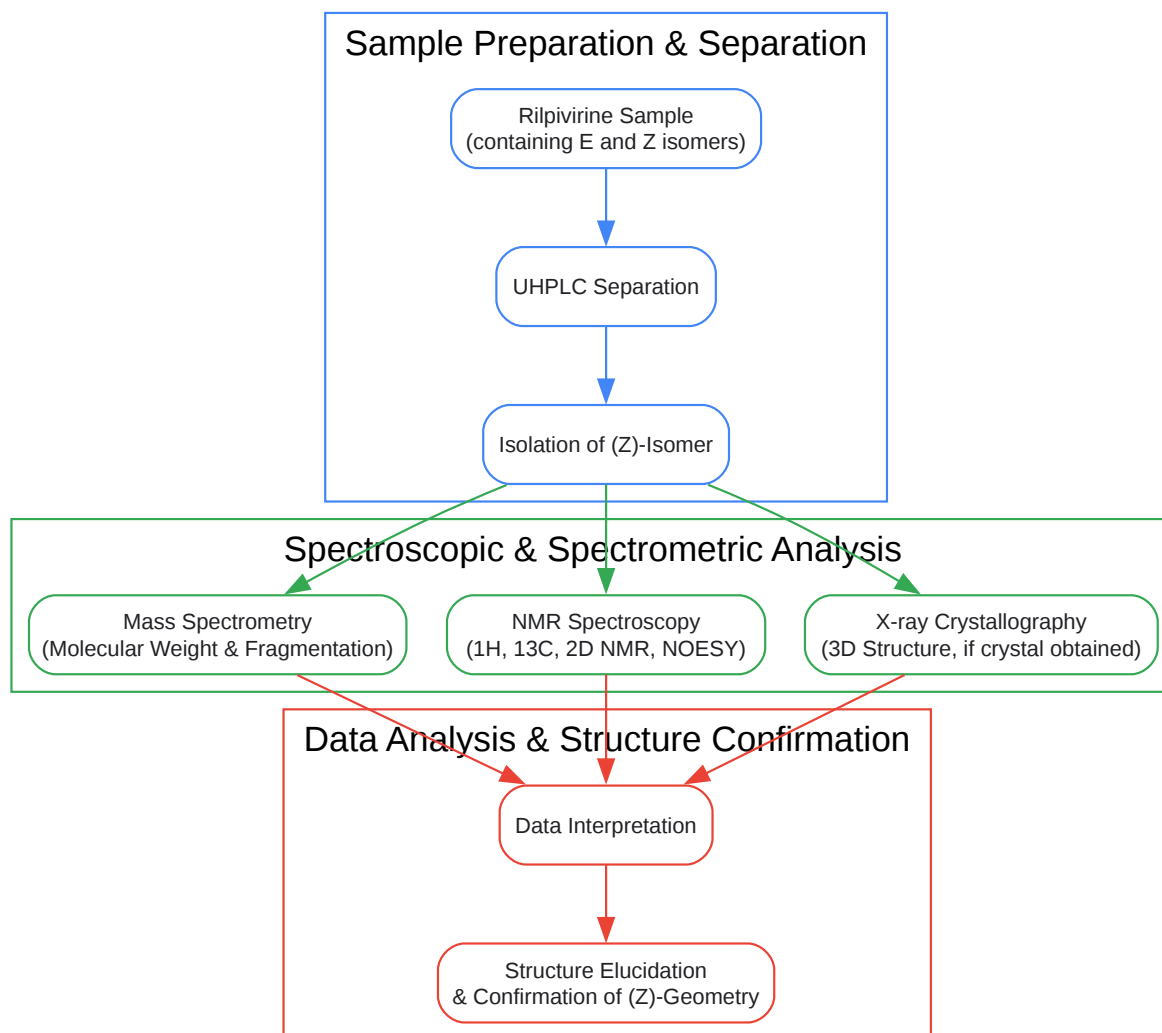 Sample Preparation & Separation
Rilpivirine Sample
(containing E and Z isomers)
UHPLC Separation
Isolation of (Z)-Isomer
Spectroscopic & Spectrometric Analysis
Mass Spectrometry
(Molecular Weight & Fragmentation)
NMR Spectroscopy
(1H, 13C, 2D NMR, NOESY)
X-ray Crystallography
(3D Structure, if crystal obtained)
Data Analysis & Structure Confirmation
Data Interpretation
Structure Elucidation
& Confirmation of (Z)-Geometry